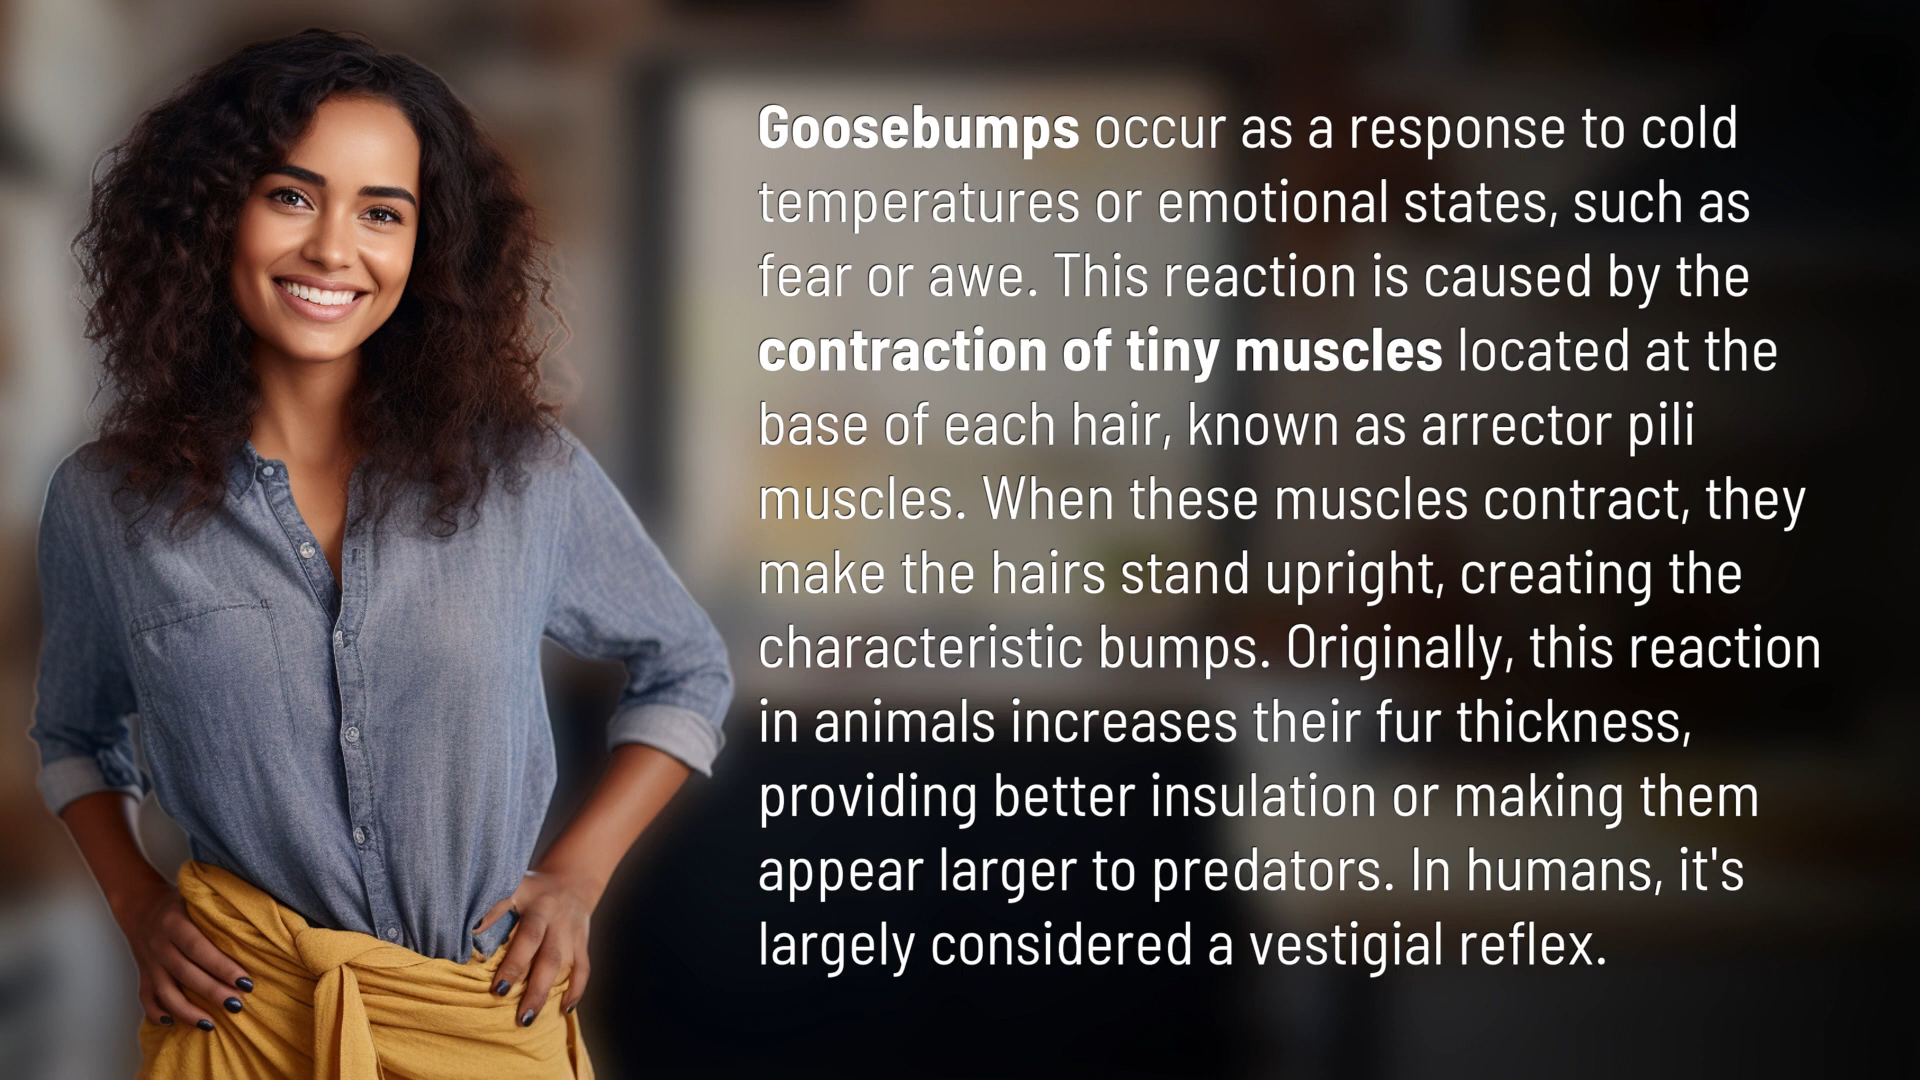 Goosebumps occur as a response to cold
temperatures or emotional states, such as
fear or awe. This reaction is caused by the
contraction of tiny muscles located at the
base of each hair, known as arrector pili
muscles. When these muscles contract, they
make the hairs stand upright, creating the
characteristic bumps. Originally, this reaction
in animals increases their fur thickness,
providing better insulation or making them
appear larger to predators. In humans, it's
largely considered a vestigial reflex.